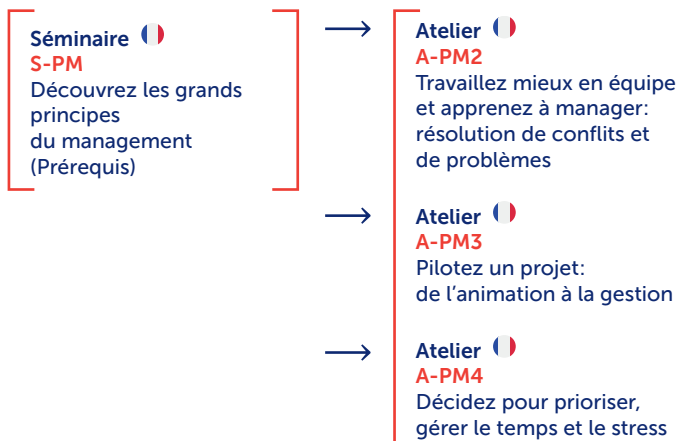 Séminaire
S-PM
Découvrez les grands
principes
du management
(Prérequis)
Atelier
A-PM2
Travaillez mieux en équipe
et apprenez à manager:
résolution de conflits et
de problèmes
Atelier
A-PM3
Pilotez un projet:
de l’animation à la gestion
Atelier
A-PM4
Décidez pour prioriser,
gérer le temps et le stress